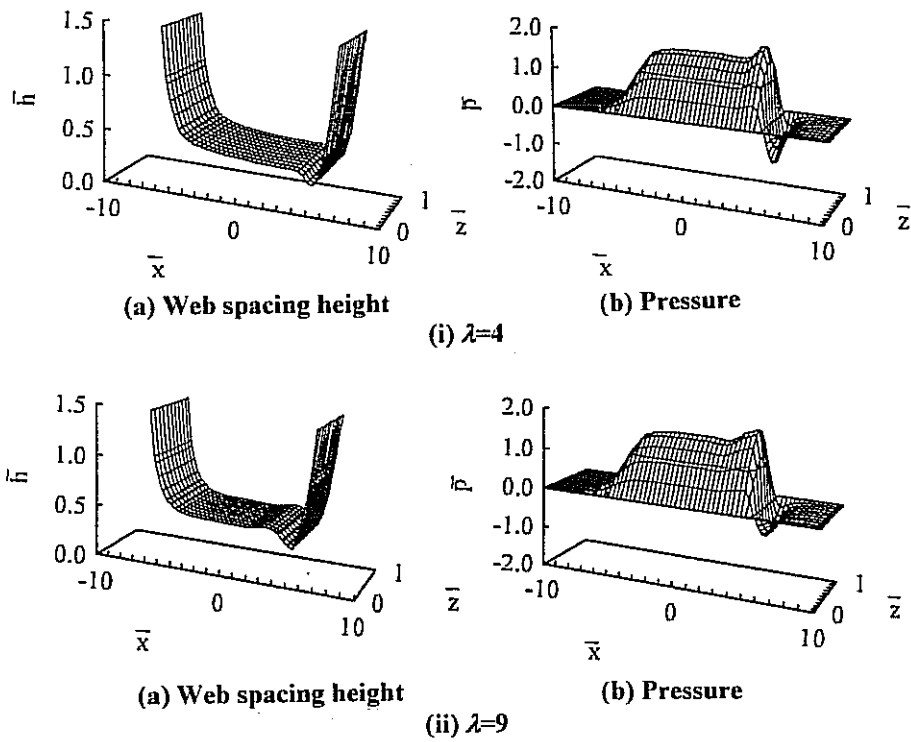 1.5
1.0
0.5
0.0
h̄
-10
0
10
x̄
0
1
z̄
(a) Web spacing height
2.0
1.0
0.0
-1.0
-2.0
p̄
-10
0
10
x̄
0
1
z̄
(b) Pressure
(i) λ=4
1.5
1.0
0.5
0.0
h̄
-10
0
10
x̄
0
1
z̄
(a) Web spacing height
2.0
1.0
0.0
-1.0
-2.0
p̄
-10
0
10
x̄
0
1
z̄
(b) Pressure
(ii) λ=9